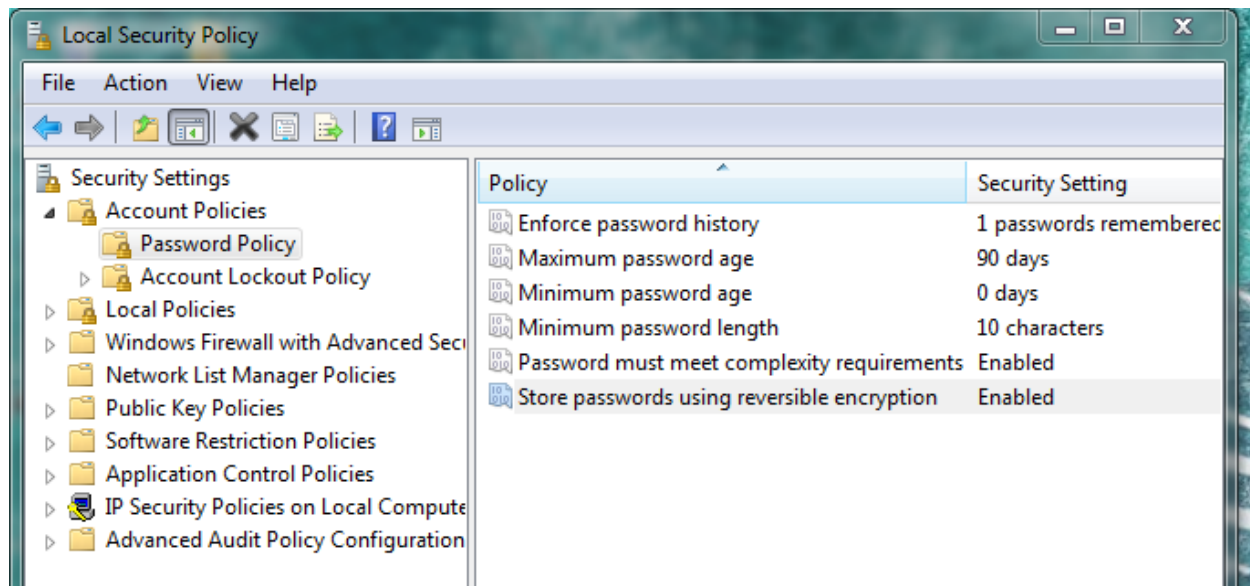 Local Security Policy
File Action View Help
Security Settings
Account Policies
Password Policy
Account Lockout Policy
Local Policies
Windows Firewall with Advanced Secu
Network List Manager Policies
Public Key Policies
Software Restriction Policies
Application Control Policies
IP Security Policies on Local Compute
Advanced Audit Policy Configuration
Policy Security Setting
Enforce password history 1 passwords remembered
Maximum password age 90 days
Minimum password age 0 days
Minimum password length 10 characters
Password must meet complexity requirements Enabled
Store passwords using reversible encryption Enabled